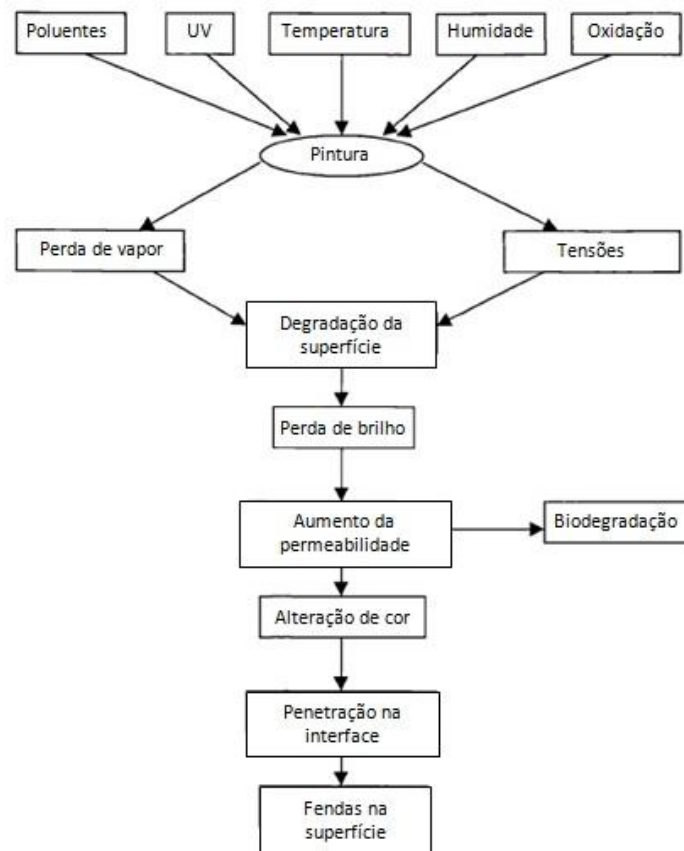 Poluentes
UV
Temperatura
Humidade
Oxidação
Pintura
Perda de vapor
Tensões
Degradação da
superfície
Perda de brilho
Aumento da
permeabilidade
Biodegradação
Alteração de cor
Penetração na
interface
Fendas na
superfície